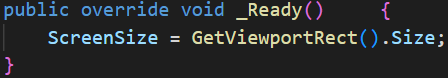 public override void _Ready()    {
    ScreenSize = GetViewportRect().Size;
}